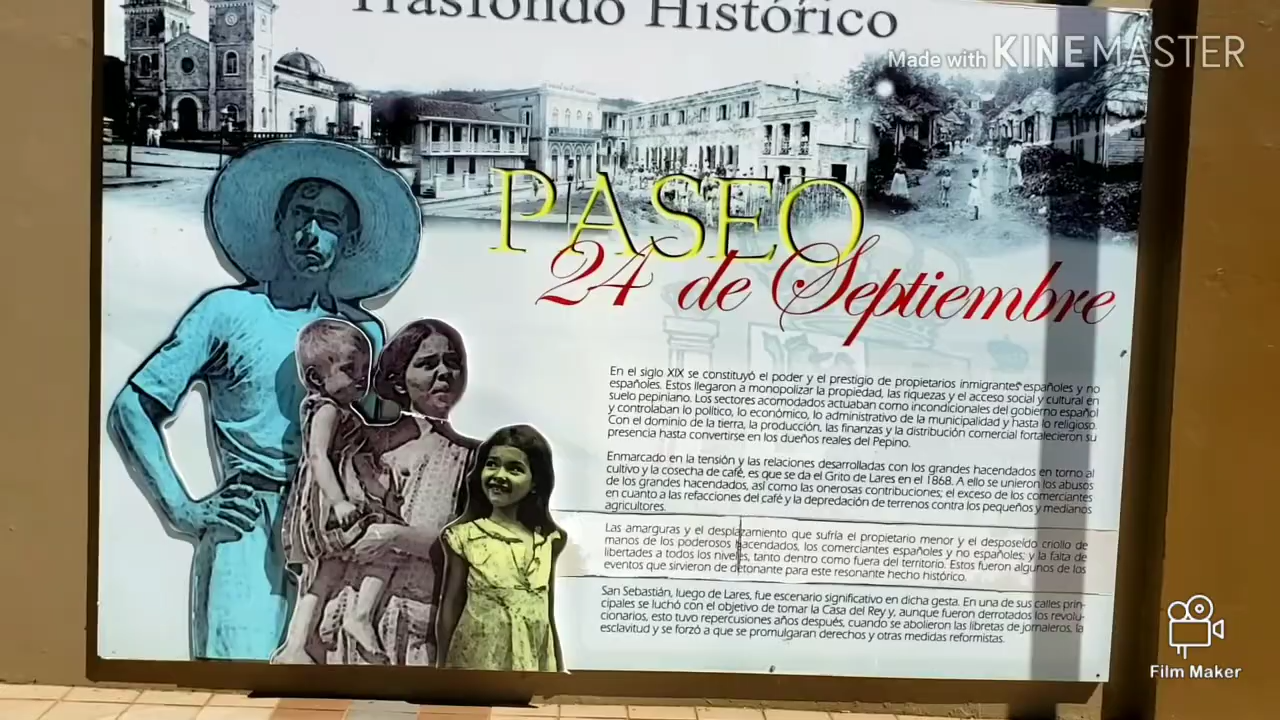 Trasfondo Histórico
Made with KINEMASTER
PASEO
24 de Septiembre
En el siglo XIX se constituyó el poder y el prestigio de propietarios inmigrantes españoles y no
españoles. Estos llegaron a monopolizar la propiedad, las riquezas y el acceso social y cultural en
suelo pepiniano. Los sectores acomodados actuaban como incondicionales del gobierno español
y controlaban lo político, lo económico, lo administrativo de la municipalidad y hasta lo religioso.
Con el dominio de la tierra, la producción, las finanzas y la distribución comercial fortalecieron su
presencia hasta convertirse en los dueños reales del Pepino.
Enmarcado en la tensión y las relaciones desarrolladas con los grandes hacendados en torno al
cultivo y la cosecha de café, es que se da el Grito de Lares en el 1868. A ello se unieron los abusos
de los grandes hacendados, así como las onerosas contribuciones; el exceso de los comerciantes
en cuanto a las refacciones del café y la depredación de terrenos contra los pequeños y medianos
agricultores.
Las amarguras y el desplazamiento que sufría el propietario menor y el desposeído criollo de
manos de los poderosos hacendados, los comerciantes españoles y no españoles; y la falta de
libertades a todos los niveles, tanto dentro como fuera del territorio. Estos fueron algunos de los
eventos que sirvieron de detonante para este resonante hecho histórico.
San Sebastián, luego de Lares, fue escenario significativo en dicha gesta. En una de sus calles prin-
cipales se luchó con el objetivo de tomar la Casa del Rey y, aunque fueron derrotados los revolu-
cionarios, esto tuvo repercusiones años después, cuando se abolieron las libretas de jornaleros, la
esclavitud y se forzó a que se promulgaran derechos y otras medidas reformistas.
Film Maker